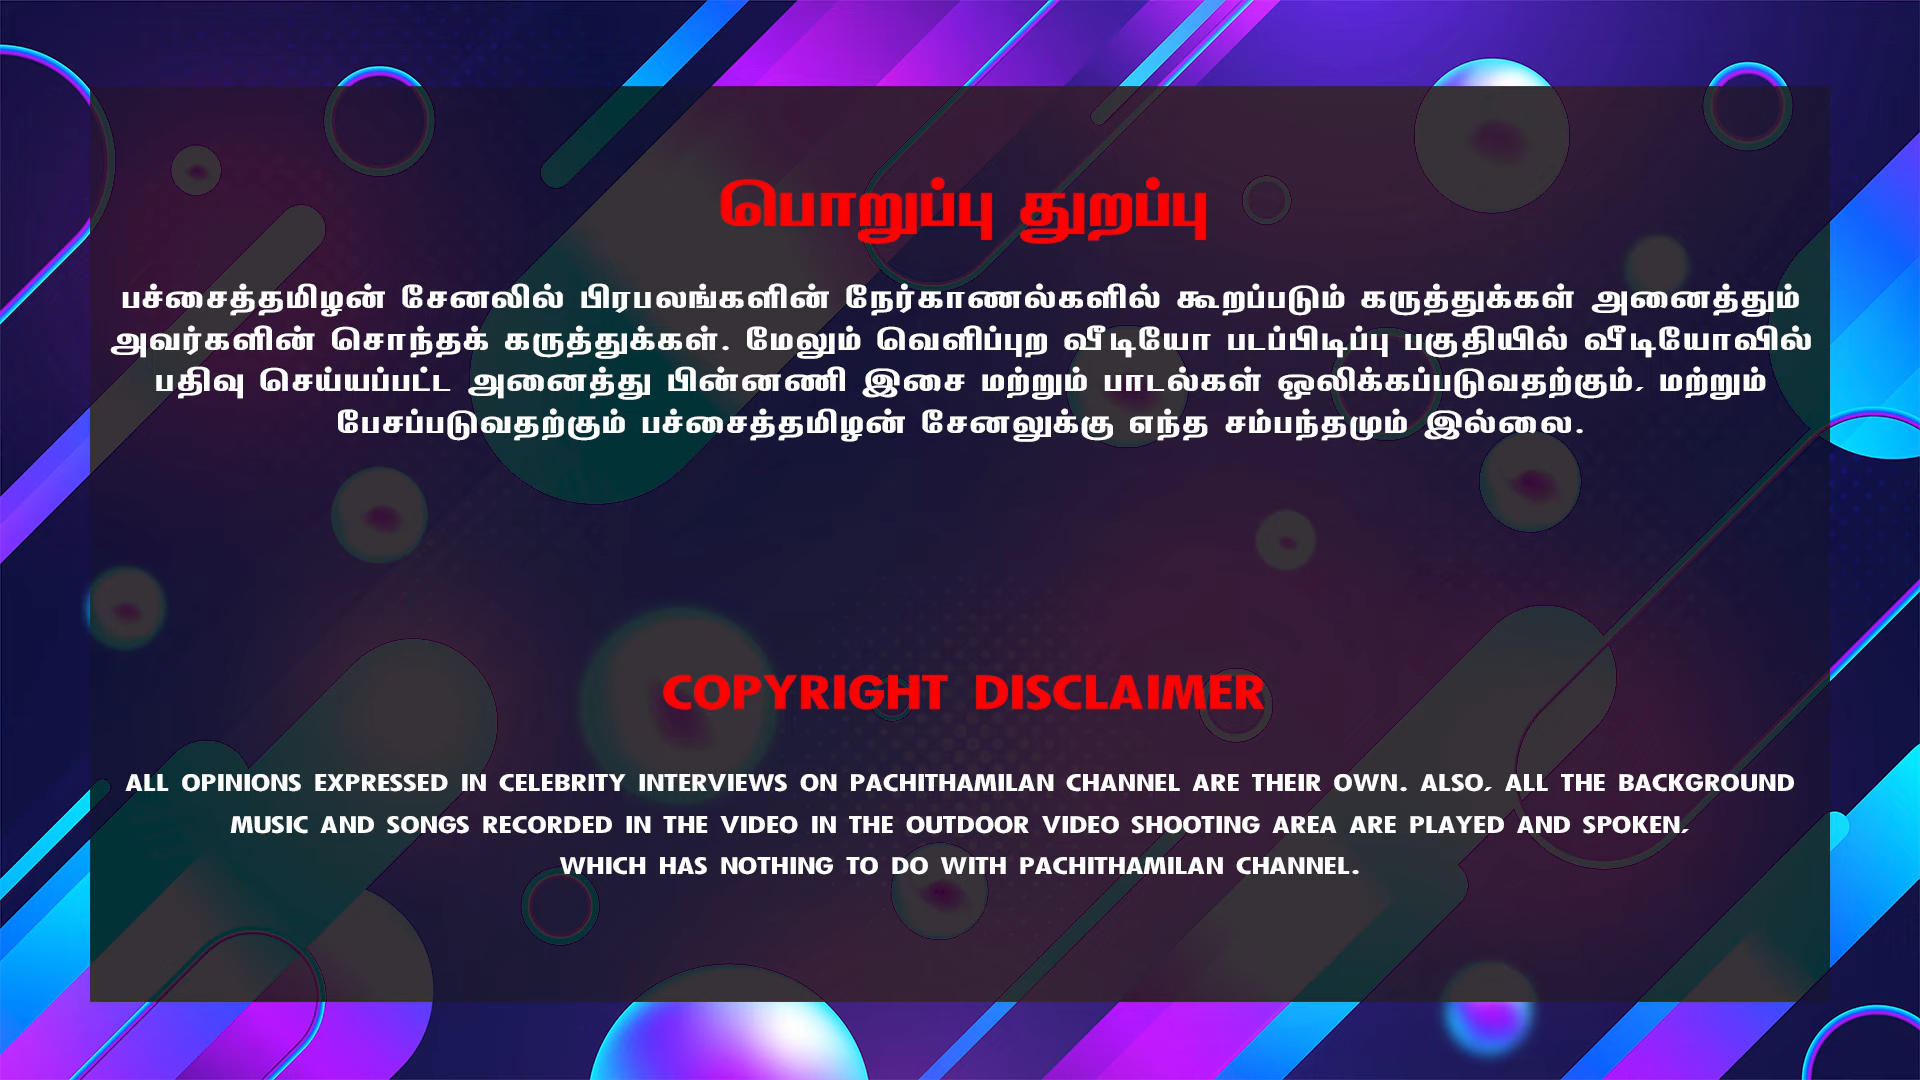 பொறுப்பு துறப்பு
பச்சைத்தமிழன் சேனலில் பிரபலங்களின் நேர்காணல்களில் கூறப்படும் கருத்துக்கள் அனைத்தும்
அவர்களின் சொந்தக் கருத்துக்கள். மேலும் வெளிப்புற வீடியோ படப்பிடிப்பு பகுதியில் வீடியோவில்
பதிவு செய்யப்பட்ட அனைத்து பின்னணி இசை மற்றும் பாடல்கள் ஒலிக்கப்படுவதற்கும், மற்றும்
பேசப்படுவதற்கும் பச்சைத்தமிழன் சேனலுக்கு எந்த சம்பந்தமும் இல்லை.
COPYRIGHT DISCLAIMER
ALL OPINIONS EXPRESSED IN CELEBRITY INTERVIEWS ON PACHITHAMILAN CHANNEL ARE THEIR OWN. ALSO, ALL THE BACKGROUND
MUSIC AND SONGS RECORDED IN THE VIDEO IN THE OUTDOOR VIDEO SHOOTING AREA ARE PLAYED AND SPOKEN,
WHICH HAS NOTHING TO DO WITH PACHITHAMILAN CHANNEL.